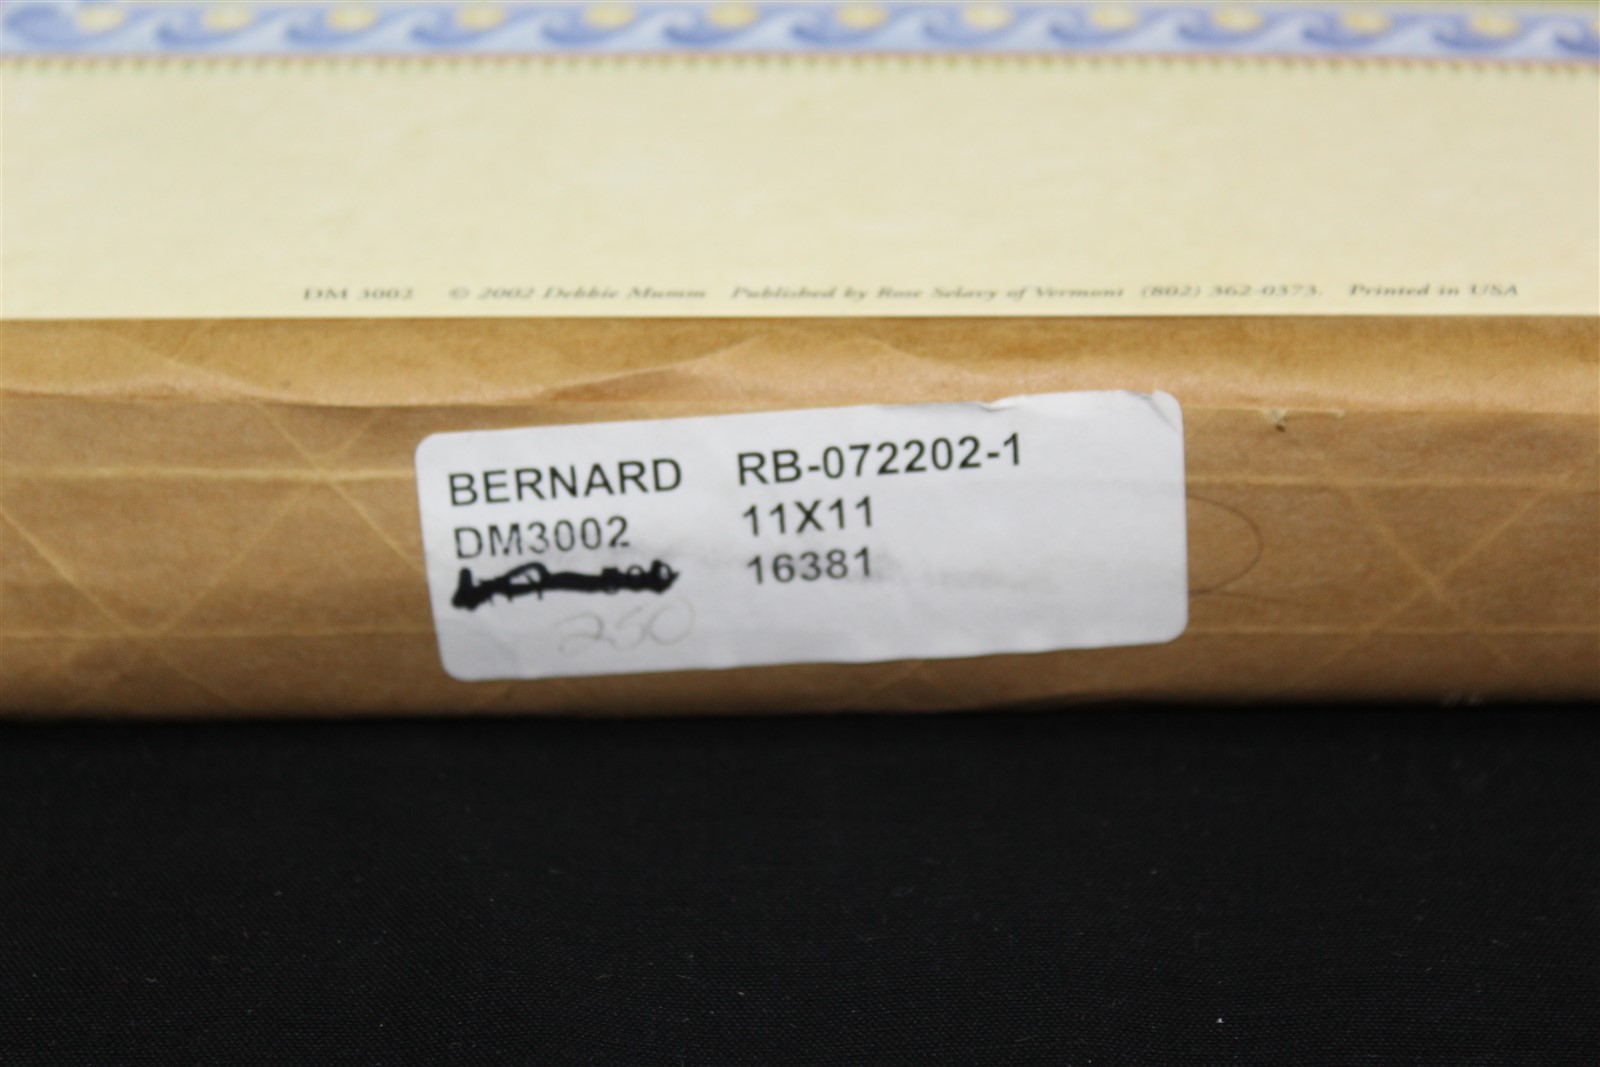 DM 3002 © 2002 Debbie Mumm Published by Rose Selavy of Vermont (802) 362-0373. Printed in USA
BERNARD RB-072202-1
DM3002 11X11
16381
250